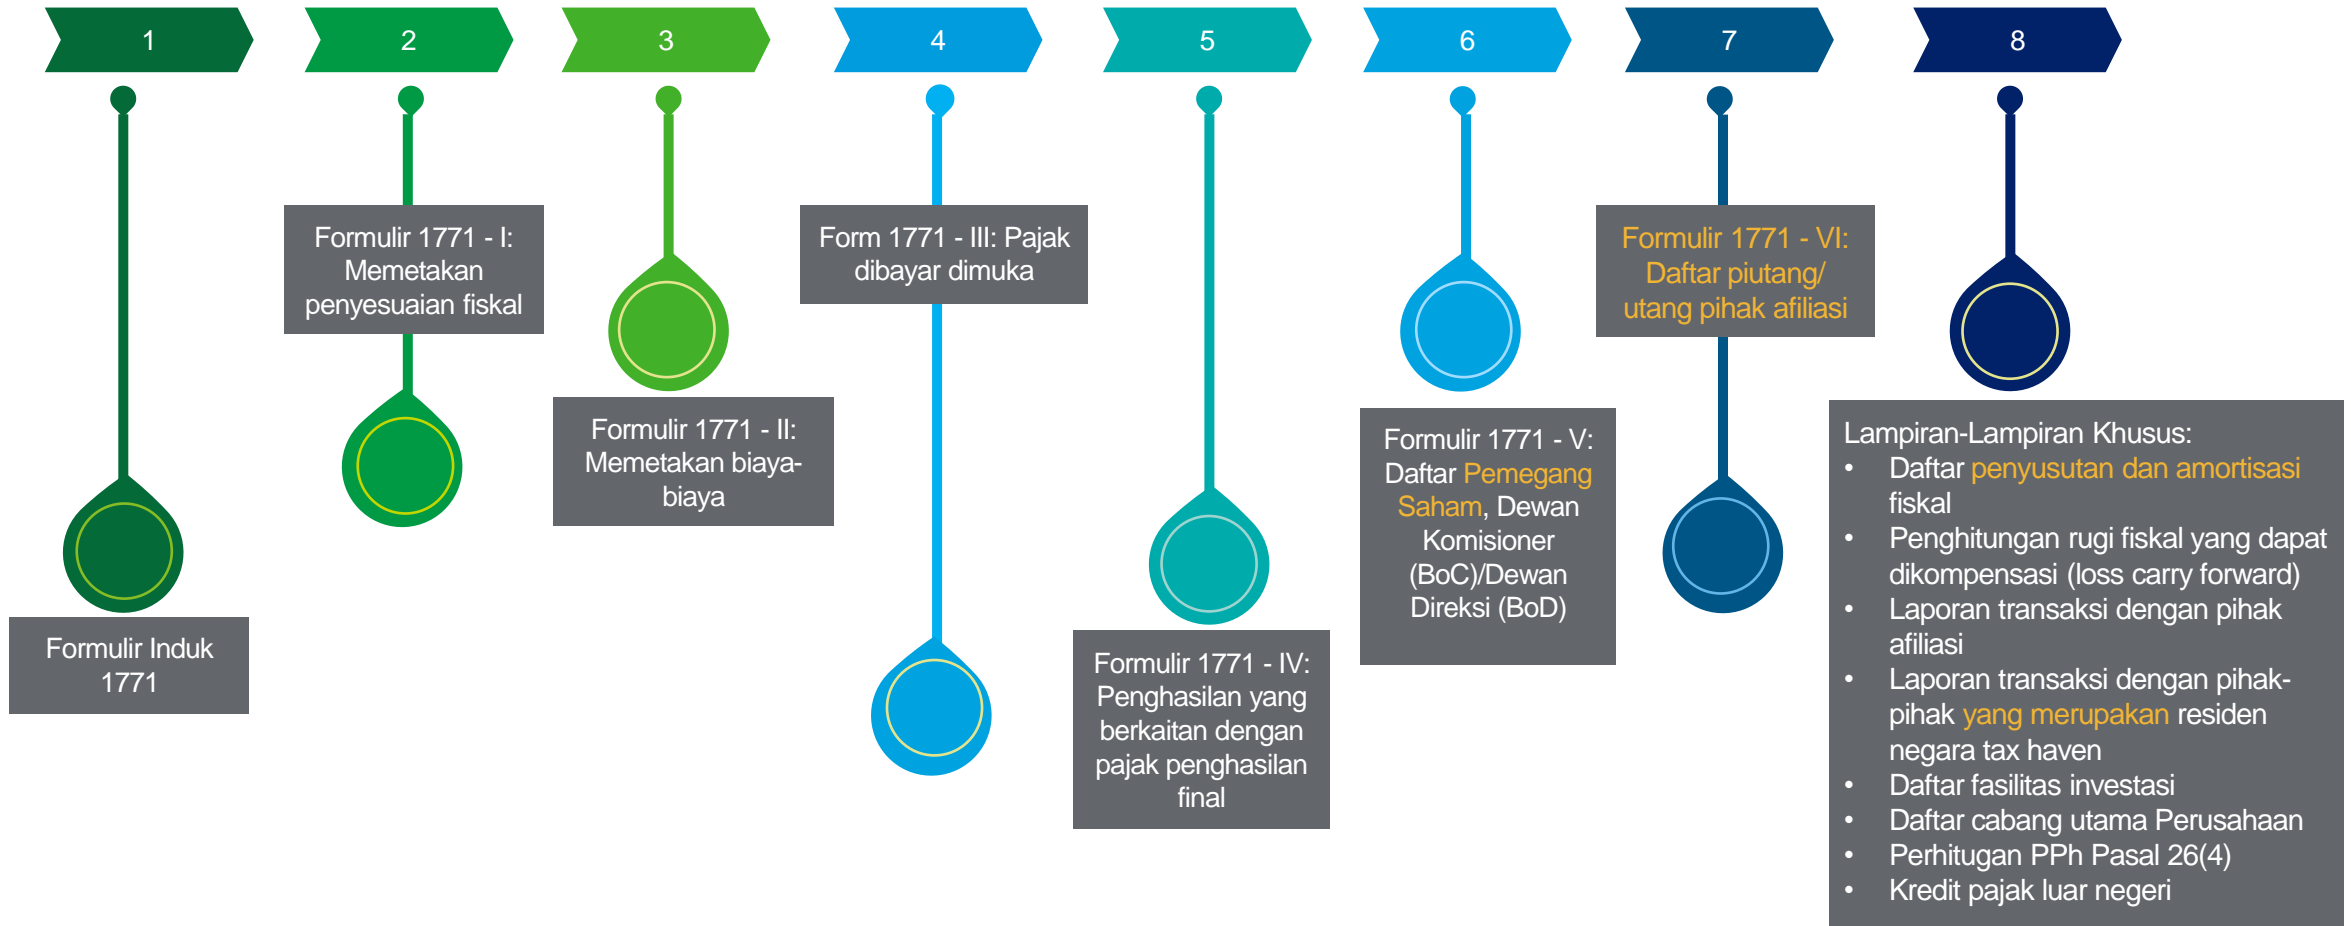 1
2
3
4
5
6
7
8
Formulir Induk
1771
Formulir 1771 - I:
Memetakan
penyesuaian fiskal
Formulir 1771 - II:
Memetakan biaya-
biaya
Form 1771 - III: Pajak
dibayar dimuka
Formulir 1771 - IV:
Penghasilan yang
berkaitan dengan
pajak penghasilan
final
Formulir 1771 - V:
Daftar Pemegang
Saham, Dewan
Komisioner
(BoC)/Dewan
Direksi (BoD)
Formulir 1771 - VI:
Daftar piutang/
utang pihak afiliasi
Lampiran-Lampiran Khusus:
• Daftar penyusutan dan amortisasi
fiskal
• Penghitungan rugi fiskal yang dapat
dikompensasi (loss carry forward)
• Laporan transaksi dengan pihak
afiliasi
• Laporan transaksi dengan pihak-
pihak yang merupakan residen
negara tax haven
• Daftar fasilitas investasi
• Daftar cabang utama Perusahaan
• Perhitugan PPh Pasal 26(4)
• Kredit pajak luar negeri